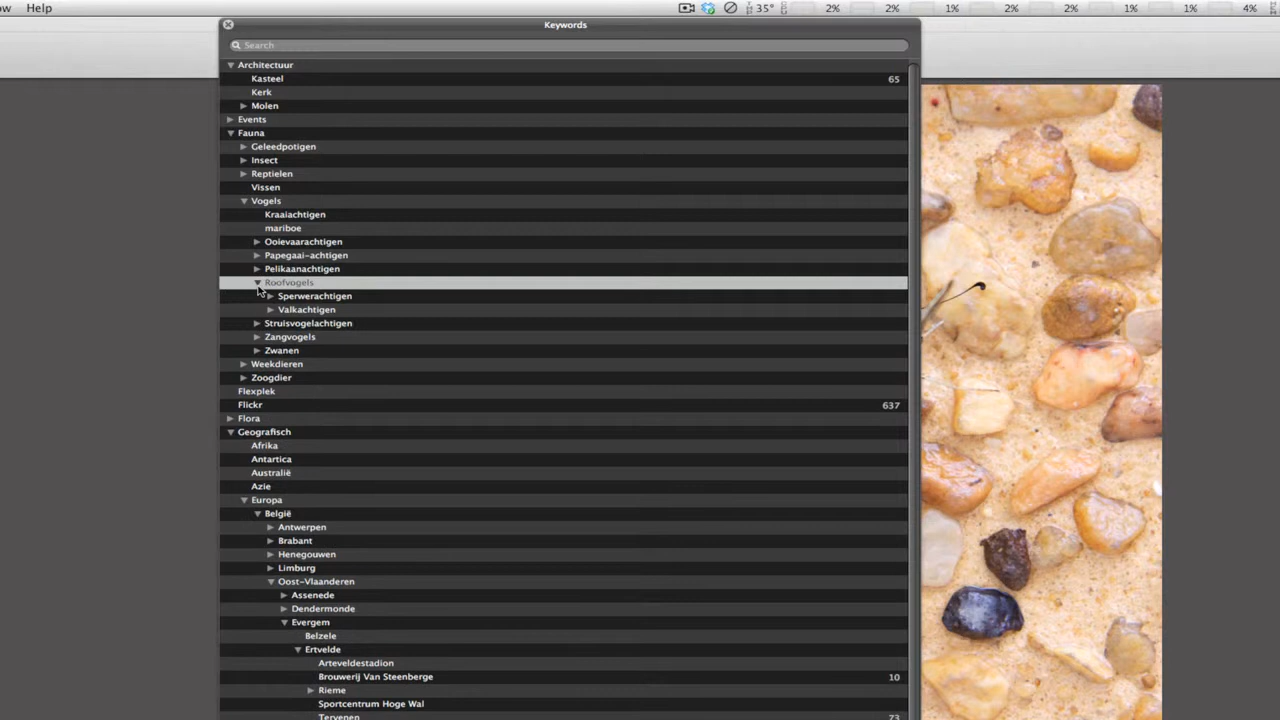 ow Help 35° 2% 2% 1% 2% 2% 1% 1% 4%
Keywords
Search
Architectuur
Kasteel 65
Kerk
Molen
Events
Fauna
Geleedpotigen
Insect
Reptielen
Vissen
Vogels
Kraaiachtigen
mariboe
Ooievaarachtigen
Papegaai-achtigen
Pelikaanachtigen
Roofvogels
Sperwerachtigen
Valkachtigen
Struisvogelachtigen
Zangvogels
Zwanen
Weekdieren
Zoogdier
Flexplek
Flickr 637
Flora
Geografisch
Afrika
Antartica
Australië
Azie
Europa
België
Antwerpen
Brabant
Henegouwen
Limburg
Oost-Vlaanderen
Assenede
Dendermonde
Evergem
Belzele
Ertvelde
Arteveldestadion
Brouwerij Van Steenberge 10
Rieme
Sportcentrum Hoge Wal
Tervenen 73